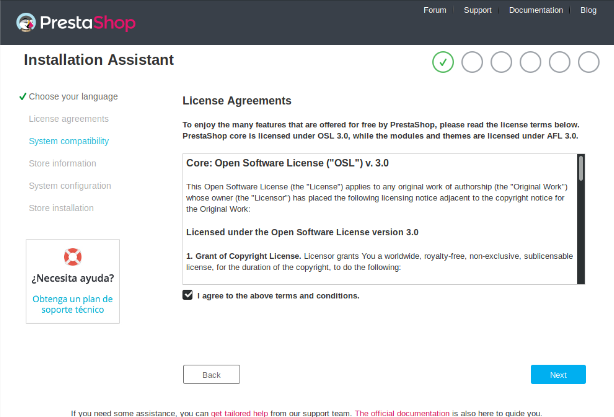 Forum
Support
Documentation
Blog
PrestaShop
Installation Assistant
Choose your language
License agreements
System compatibility
Store information
System configuration
Store installation
¿Necesita ayuda?
Obtenga un plan de
soporte técnico
License Agreements
To enjoy the many features that are offered for free by PrestaShop, please read the license terms below.
PrestaShop core is licensed under OSL 3.0, while the modules and themes are licensed under AFL 3.0.
Core: Open Software License ("OSL") v. 3.0
This Open Software License (the "License") applies to any original work of authorship (the "Original Work")
whose owner (the "Licensor") has placed the following licensing notice adjacent to the copyright notice for
the Original Work:
Licensed under the Open Software License version 3.0
1. Grant of Copyright License. Licensor grants You a worldwide, royalty-free, non-exclusive, sublicensable
license, for the duration of the copyright, to do the following:
I agree to the above terms and conditions.
Back
Next
If you need some assistance, you can get tailored help from our support team. The official documentation is also here to guide you.